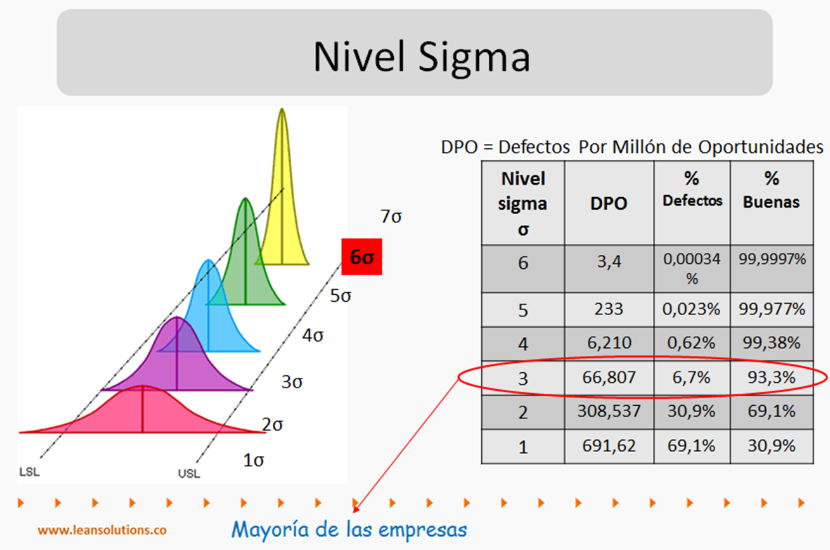 Nivel Sigma
DPO = Defectos Por Millón de Oportunidades
7σ
6σ
5σ
4σ
3σ
2σ
1σ
LSL
USL
Nivel sigma σ DPO % Defectos % Buenas
6 3,4 0,00034 % 99,9997%
5 233 0,023% 99,977%
4 6,210 0,62% 99,38%
3 66,807 6,7% 93,3%
2 308,537 30,9% 69,1%
1 691,62 69,1% 30,9%
www.leansolutions.co
Mayoría de las empresas